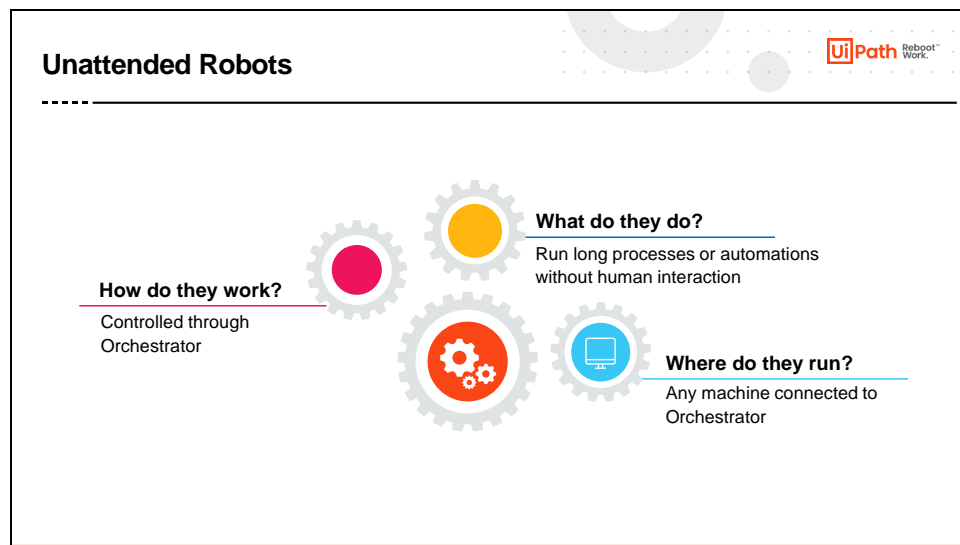 Unattended Robots
UiPath Reboot™
Work.
What do they do?
Run long processes or automations
without human interaction
How do they work?
Controlled through
Orchestrator
Where do they run?
Any machine connected to
Orchestrator